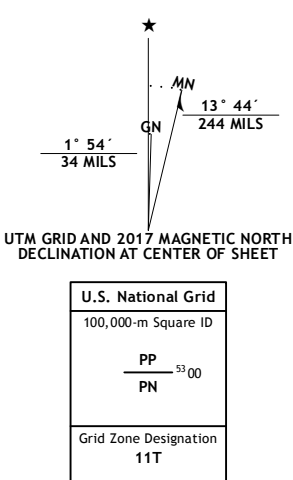 ★
MN
13° 44´
244 MILS
GN
1° 54´
34 MILS
UTM GRID AND 2017 MAGNETIC NORTH
DECLINATION AT CENTER OF SHEET
U.S. National Grid
100,000-m Square ID
PP
5300
PN
Grid Zone Designation
11T